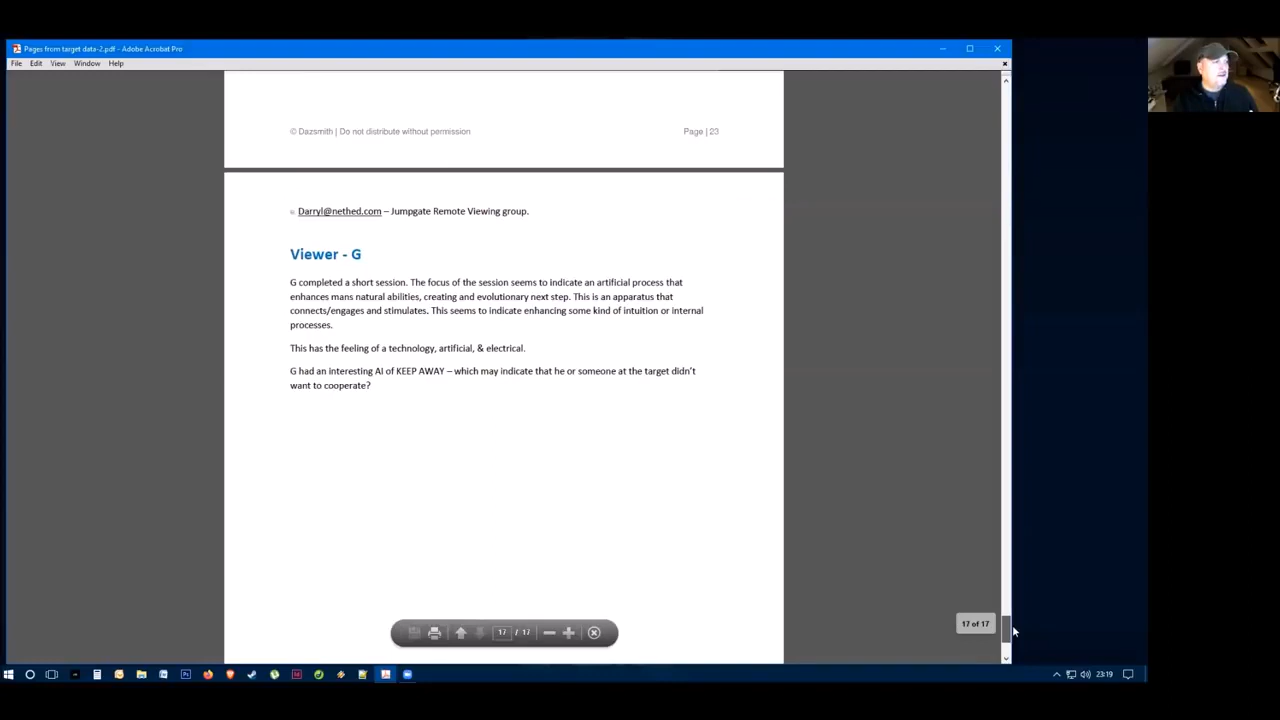 Pages from target data-2.pdf - Adobe Acrobat Pro
File Edit View Window Help
© Dazsmith | Do not distribute without permission Page | 23
Darryl@nethed.com – Jumpgate Remote Viewing group.
Viewer - G
G completed a short session. The focus of the session seems to indicate an artificial process that
enhances mans natural abilities, creating and evolutionary next step. This is an apparatus that
connects/engages and stimulates. This seems to indicate enhancing some kind of intuition or internal
processes.
This has the feeling of a technology, artificial, & electrical.
G had an interesting AI of KEEP AWAY – which may indicate that he or someone at the target didn't
want to cooperate?
17 / 17
17 of 17
23:19